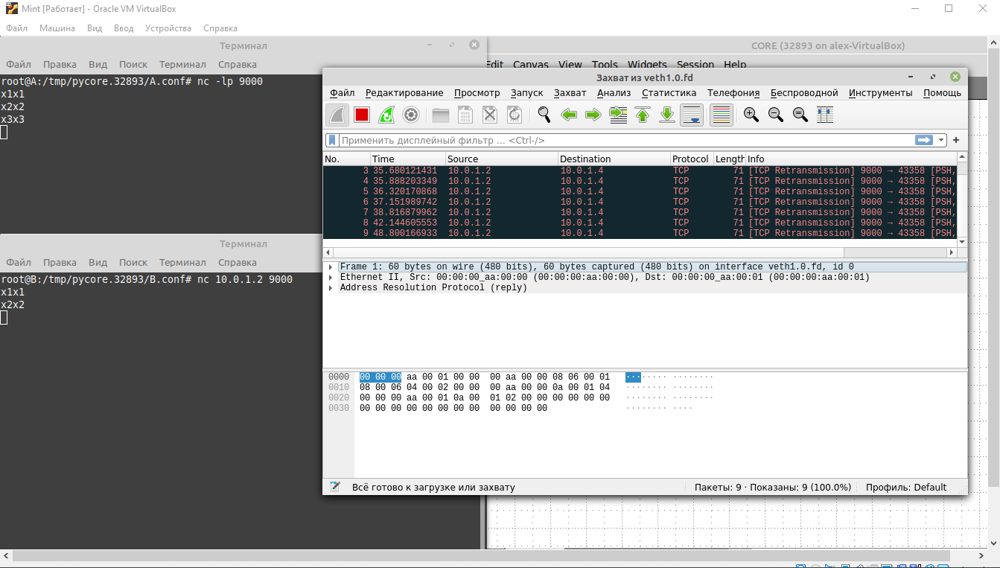 Mint [Работает] - Oracle VM VirtualBox
Файл Машина Вид Ввод Устройства Справка
Терминал
Файл Правка Вид Поиск Терминал Справка
root@A:/tmp/pycore.32893/A.conf# nc -lp 9000
x1x1
x2x2
x3x3
Терминал
Файл Правка Вид Поиск Терминал Справка
root@B:/tmp/pycore.32893/B.conf# nc 10.0.1.2 9000
x1x1
x2x2
CORE (32893 on alex-VirtualBox)
Edit Canvas View Tools Widgets Session Help
Захват из veth1.0.fd
Файл Редактирование Просмотр Запуск Захват Анализ Статистика Телефония Беспроводной Инструменты Помощь
Применить дисплейный фильтр ... <Ctrl-/>
No. Time Source Destination Protocol Length Info
3 35.680121431 10.0.1.2 10.0.1.4 TCP 71 [TCP Retransmission] 9000 → 43358 [PSH,
4 35.888203349 10.0.1.2 10.0.1.4 TCP 71 [TCP Retransmission] 9000 → 43358 [PSH,
5 36.320170868 10.0.1.2 10.0.1.4 TCP 71 [TCP Retransmission] 9000 → 43358 [PSH,
6 37.151989742 10.0.1.2 10.0.1.4 TCP 71 [TCP Retransmission] 9000 → 43358 [PSH,
7 38.816879962 10.0.1.2 10.0.1.4 TCP 71 [TCP Retransmission] 9000 → 43358 [PSH,
8 42.144605553 10.0.1.2 10.0.1.4 TCP 71 [TCP Retransmission] 9000 → 43358 [PSH,
9 48.800166933 10.0.1.2 10.0.1.4 TCP 71 [TCP Retransmission] 9000 → 43358 [PSH,
Frame 1: 60 bytes on wire (480 bits), 60 bytes captured (480 bits) on interface veth1.0.fd, id 0
Ethernet II, Src: 00:00:00_aa:00:00 (00:00:00:aa:00:00), Dst: 00:00:00_aa:00:01 (00:00:00:aa:00:01)
Address Resolution Protocol (reply)
0000 00 00 00 aa 00 01 00 00 00 aa 00 00 08 06 00 01 ········ ········
0010 08 00 06 04 00 02 00 00 00 aa 00 00 0a 00 01 04 ········ ········
0020 00 00 00 aa 00 01 0a 00 01 02 00 00 00 00 00 00 ········ ········
0030 00 00 00 00 00 00 00 00 00 00 00 00 ········ ····
Всё готово к загрузке или захвату
Пакеты: 9 · Показаны: 9 (100.0%)
Профиль: Default